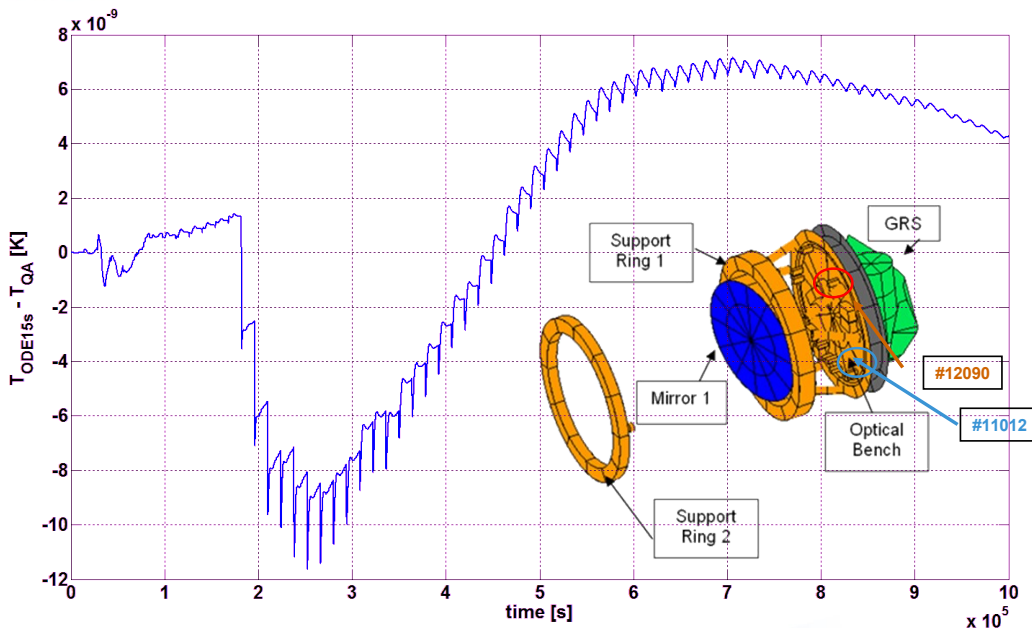 x 10⁻⁹
8
6
4
2
0
-2
-4
-6
-8
-10
-12
T_ODE15s - T_QA [K]
0 1 2 3 4 5 6 7 8 9 10
time [s]
x 10⁵
GRS
Support
Ring 1
Mirror 1
#12090
#11012
Optical
Bench
Support
Ring 2